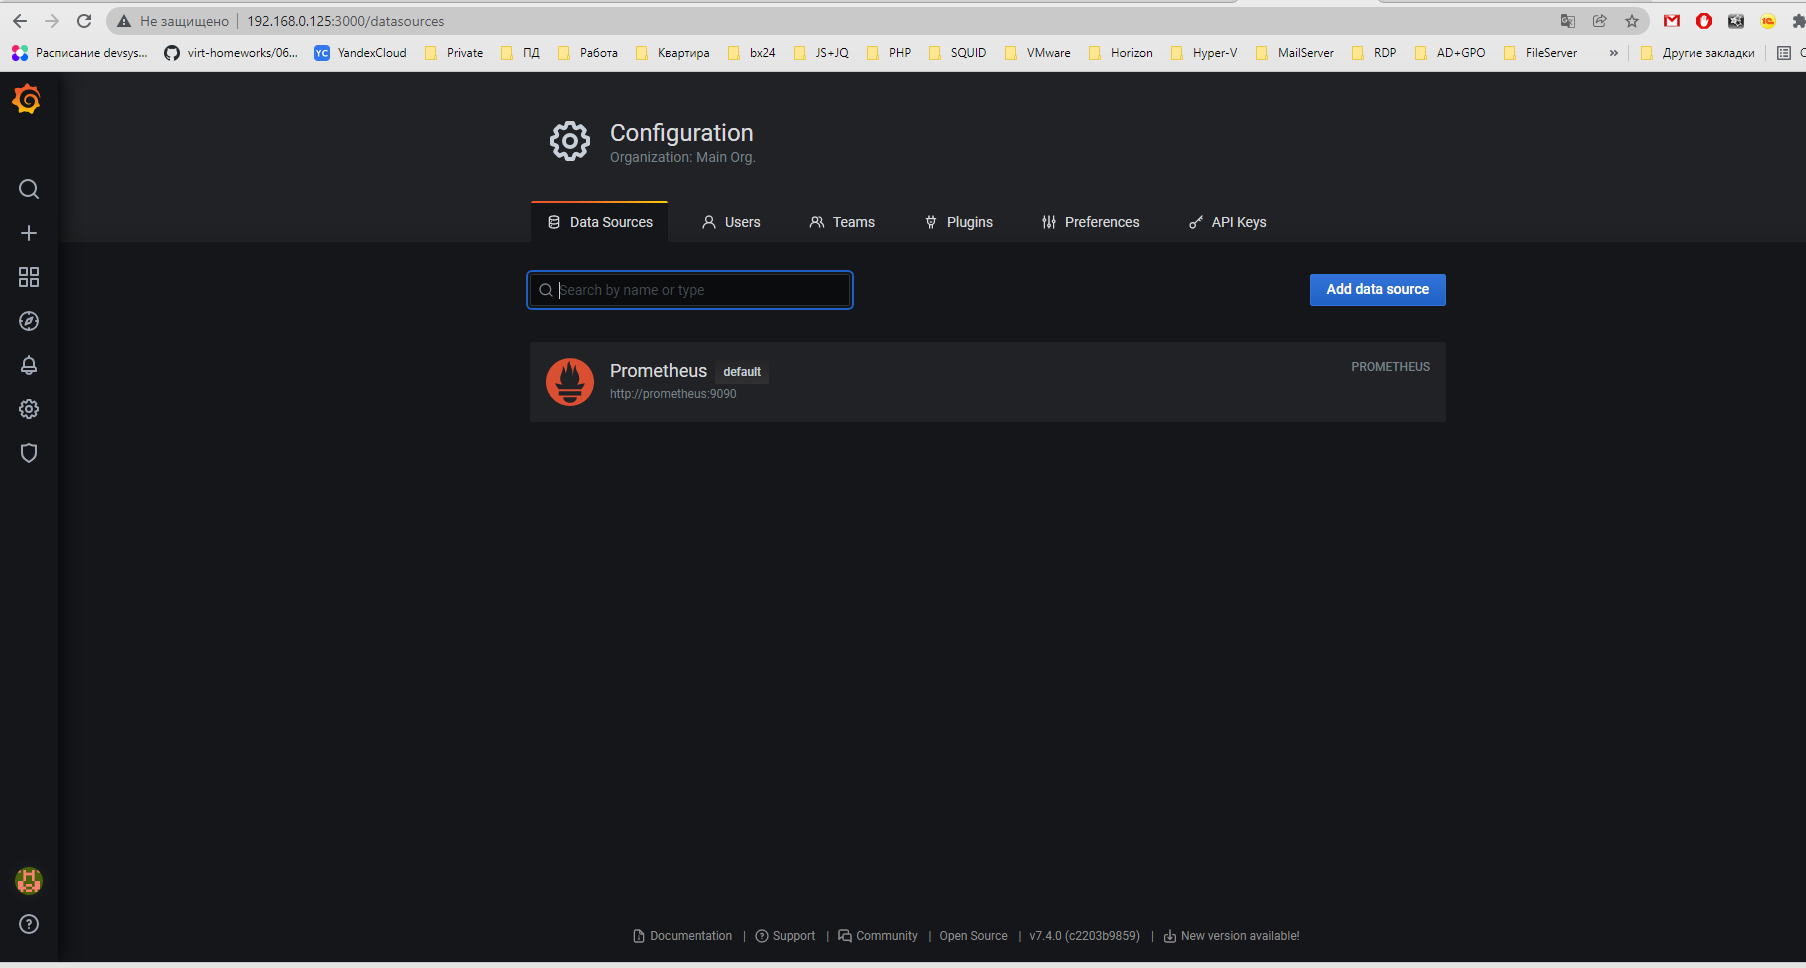 Не защищено 192.168.0.125:3000/datasources
Расписание devsys... virt-homeworks/06... YC YandexCloud Private ПД Работа Квартира bx24 JS+JQ PHP SQUID VMware Horizon Hyper-V MailServer RDP AD+GPO FileServer » Другие закладки
Configuration
Organization: Main Org.
Data Sources Users Teams Plugins Preferences API Keys
Search by name or type Add data source
Prometheus default PROMETHEUS
http://prometheus:9090
Documentation | Support | Community | Open Source | v7.4.0 (c2203b9859) | New version available!